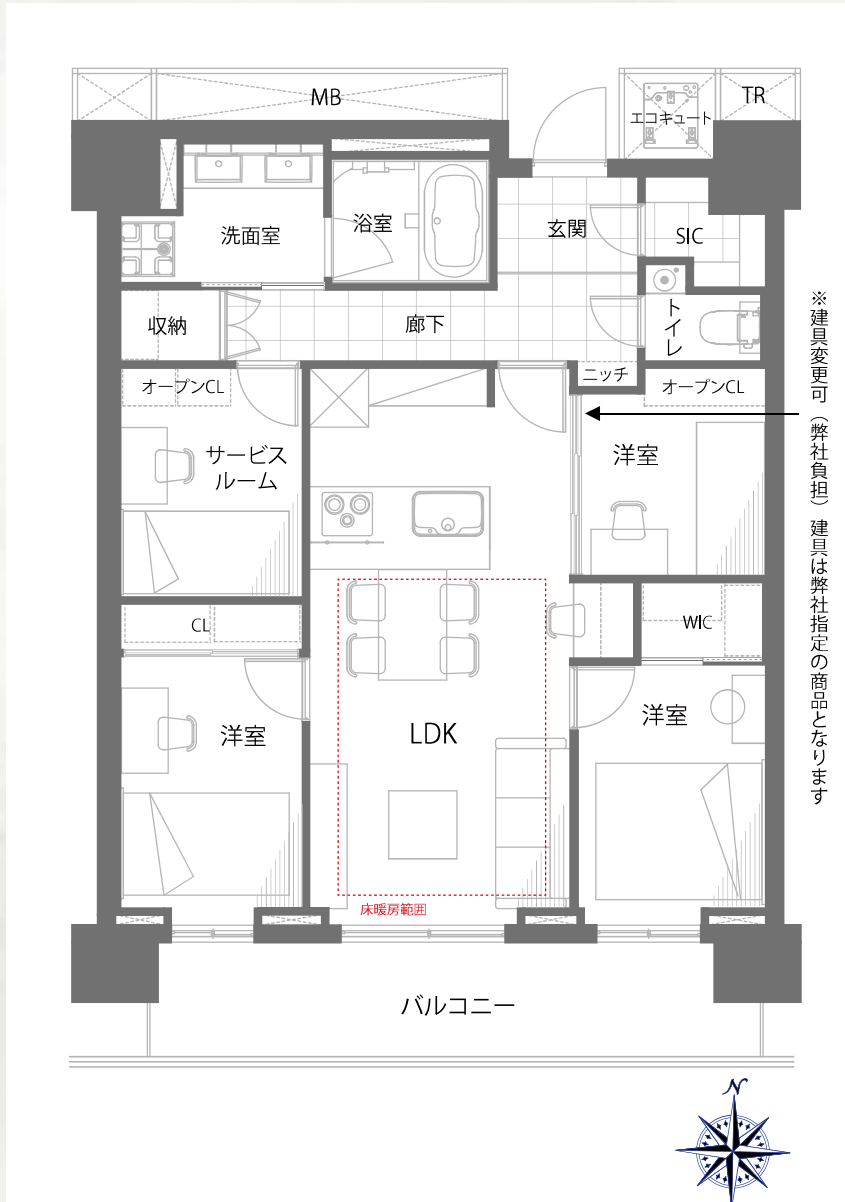 MB
エコキュート
TR
洗面室
浴室
玄関
SIC
収納
廊下
トイレ
ニッチ
オープンCL
オープンCL
サービス
ルーム
洋室
※建具変更可（弊社負担）建具は弊社指定の商品となります
CL
WIC
洋室
LDK
洋室
床暖房範囲
バルコニー
N